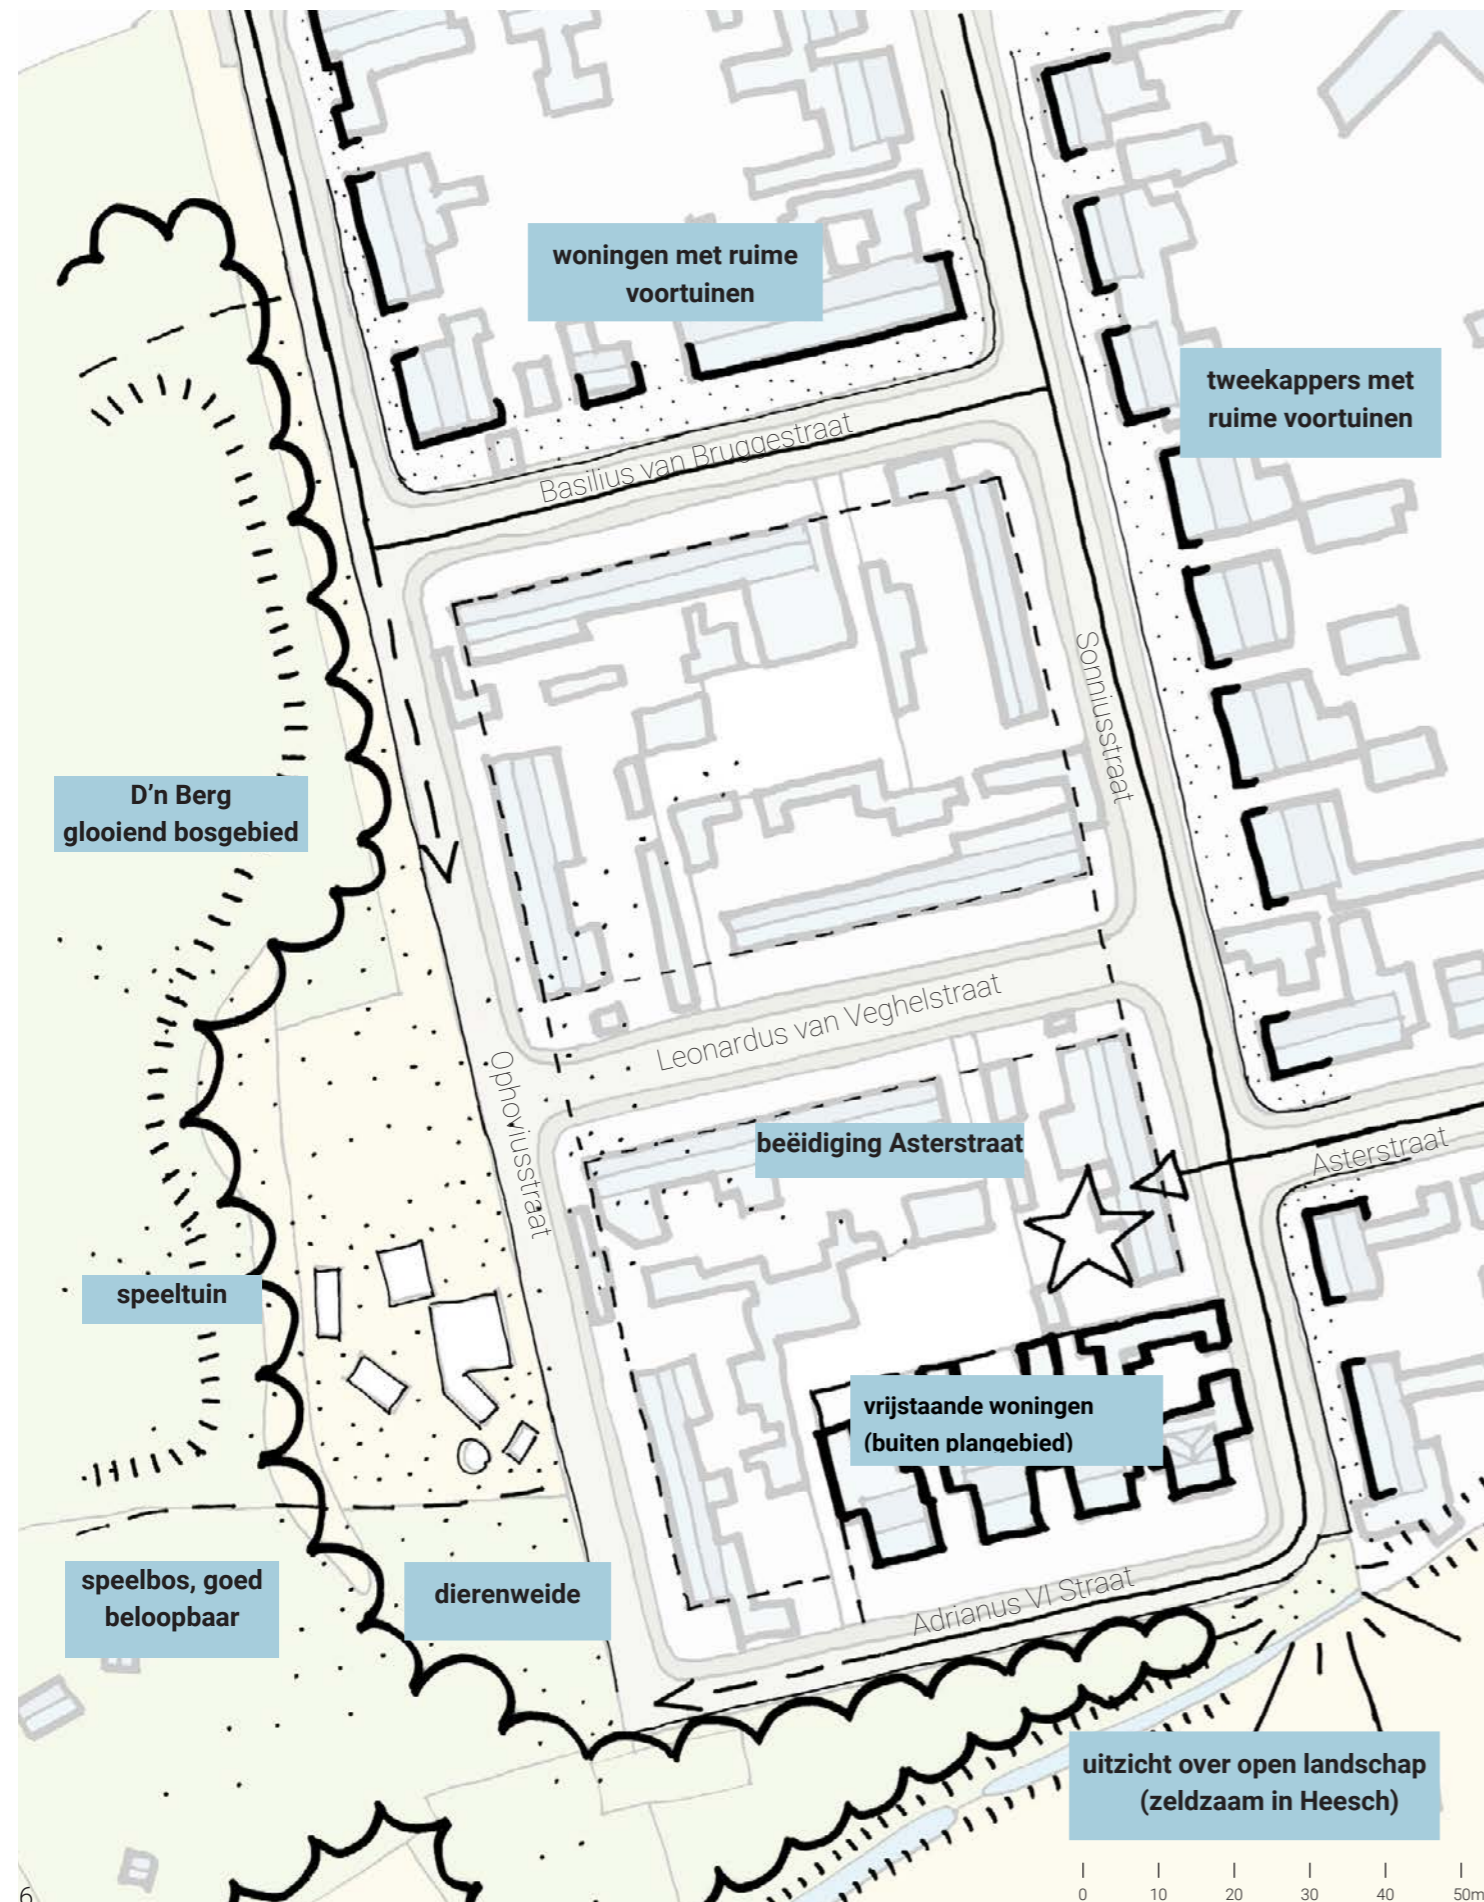 woningen met ruime
voortuinen
tweekappers met
ruime voortuinen
Basilius van Bruggestraat
Sonniusstraat
D'n Berg
glooiend bosgebied
Leonardus van Veghelstraat
Ophoviusstraat
beëidiging Asterstraat
Asterstraat
speeltuin
vrijstaande woningen
(buiten plangebied)
speelbos, goed
beloopbaar
dierenweide
Adrianus VI Straat
uitzicht over open landschap
(zeldzaam in Heesch)
0 10 20 30 40 50m
6